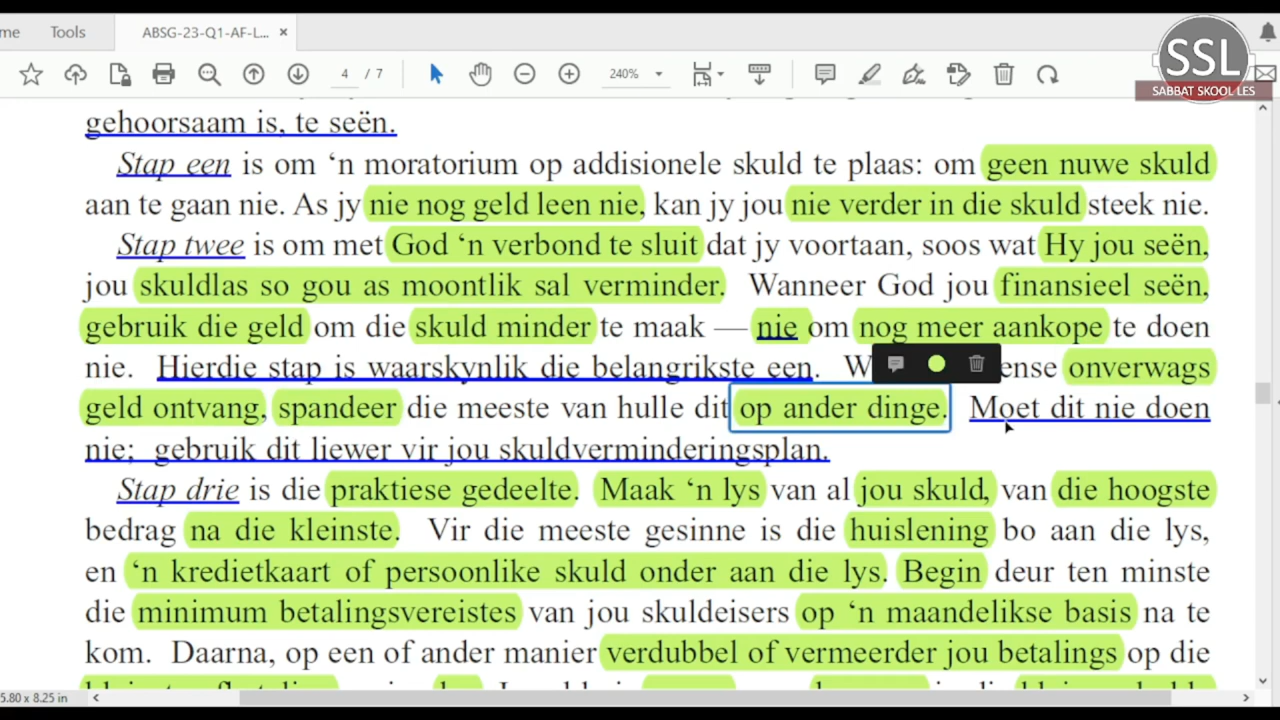 me Tools ABSG-23-Q1-AF-L... ×
4 / 7 240%
SSL
SABBAT SKOOL LES
gehoorsaam is, te seën.
Stap een is om ‘n moratorium op addisionele skuld te plaas: om geen nuwe skuld
aan te gaan nie. As jy nie nog geld leen nie, kan jy jou nie verder in die skuld steek nie.
Stap twee is om met God ‘n verbond te sluit dat jy voortaan, soos wat Hy jou seën,
jou skuldlas so gou as moontlik sal verminder. Wanneer God jou finansieel seën,
gebruik die geld om die skuld minder te maak — nie om nog meer aankope te doen
nie. Hierdie stap is waarskynlik die belangrikste een. W ense onverwags
geld ontvang, spandeer die meeste van hulle dit op ander dinge. Moet dit nie doen
nie; gebruik dit liewer vir jou skuldverminderingsplan.
Stap drie is die praktiese gedeelte. Maak ‘n lys van al jou skuld, van die hoogste
bedrag na die kleinste. Vir die meeste gesinne is die huislening bo aan die lys,
en ‘n kredietkaart of persoonlike skuld onder aan die lys. Begin deur ten minste
die minimum betalingsvereistes van jou skuldeisers op ‘n maandelikse basis na te
kom. Daarna, op een of ander manier verdubbel of vermeerder jou betalings op die
5.80 x 8.25 in